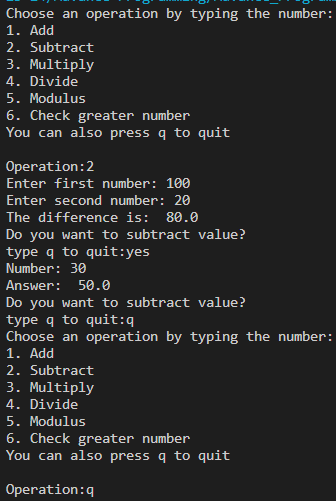 Choose an operation by typing the number:
1. Add
2. Subtract
3. Multiply
4. Divide
5. Modulus
6. Check greater number
You can also press q to quit

Operation:2
Enter first number: 100
Enter second number: 20
The difference is:  80.0
Do you want to subtract value?
type q to quit:yes
Number: 30
Answer:  50.0
Do you want to subtract value?
type q to quit:q
Choose an operation by typing the number:
1. Add
2. Subtract
3. Multiply
4. Divide
5. Modulus
6. Check greater number
You can also press q to quit

Operation:q